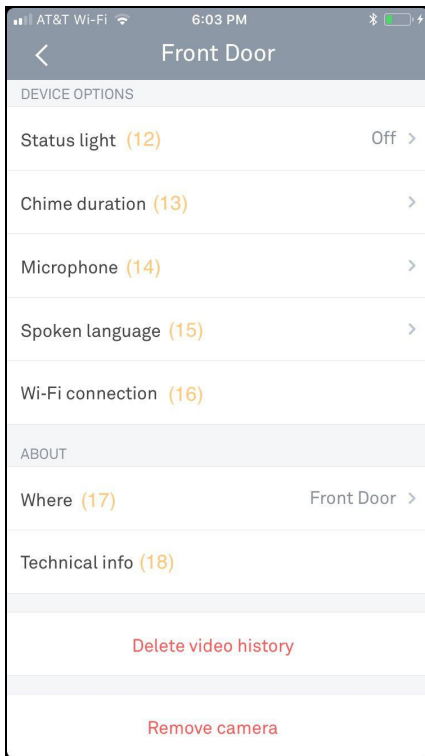 AT&T Wi-Fi 6:03 PM
Front Door
DEVICE OPTIONS
Status light (12) Off
Chime duration (13)
Microphone (14)
Spoken language (15)
Wi-Fi connection (16)
ABOUT
Where (17) Front Door
Technical info (18)
Delete video history
Remove camera